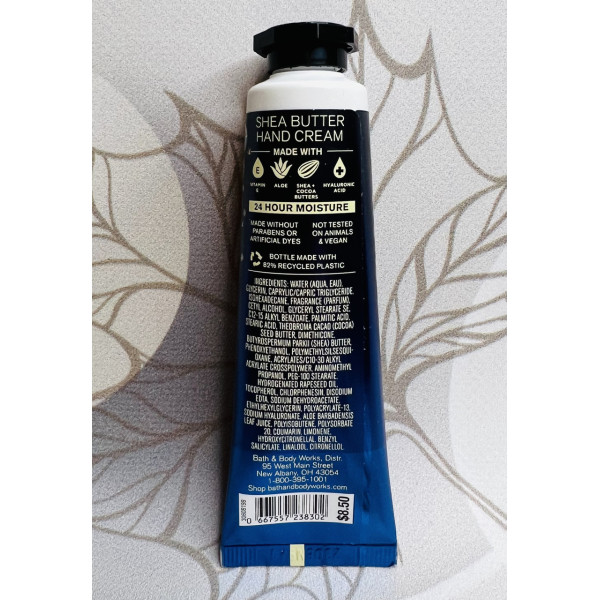 SHEA BUTTER
HAND CREAM
MADE WITH
E
VITAMIN E
ALOE
SHEA + COCOA BUTTERS
HYALURONIC ACID
24 HOUR MOISTURE
MADE WITHOUT
PARABENS OR
ARTIFICIAL DYES
NOT TESTED
ON ANIMALS
& VEGAN
BOTTLE MADE WITH
82% RECYCLED PLASTIC
INGREDIENTS: WATER (AQUA, EAU),
GLYCERIN, CAPRYLIC/CAPRIC TRIGLYCERIDE,
ISOHEXADECANE, FRAGRANCE (PARFUM),
CETYL ALCOHOL, GLYCERYL STEARATE SE,
C12-15 ALKYL BENZOATE, PALMITIC ACID,
STEARIC ACID, THEOBROMA CACAO (COCOA)
SEED BUTTER, DIMETHICONE,
BUTYROSPERMUM PARKII (SHEA) BUTTER,
PHENOXYETHANOL, POLYMETHYLSILSESQUI-
OXANE, ACRYLATES/C10-30 ALKYL
ACRYLATE CROSSPOLYMER, AMINOMETHYL
PROPANOL, PEG-100 STEARATE,
HYDROGENATED RAPESEED OIL,
TOCOPHEROL, CHLORPHENESIN, DISODIUM
EDTA, SODIUM DEHYDROACETATE,
ETHYLHEXYLGLYCERIN, POLYACRYLATE-13,
SODIUM HYALURONATE, ALOE BARBADENSIS
LEAF JUICE, POLYISOBUTENE, POLYSORBATE
20, COUMARIN, LIMONENE,
HYDROXYCITRONELLAL, BENZYL
SALICYLATE, LINALOOL, CITRONELLOL.
Bath & Body Works, Distr.
95 West Main Street
New Albany, OH 43054
1-800-395-1001
Shop bathandbodyworks.com
0 667557 238302
$8.50